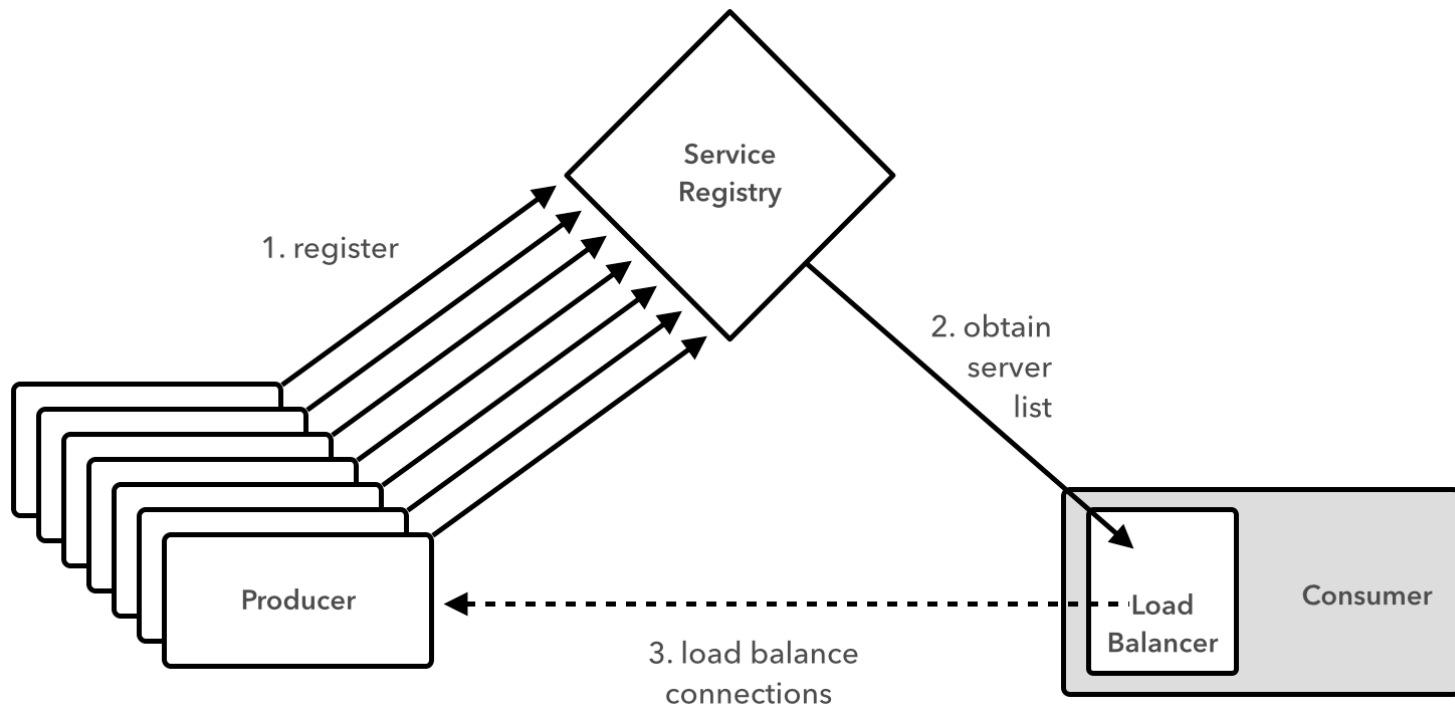 Service
Registry
1. register
2. obtain
server
list
Producer
Load
Balancer
Consumer
3. load balance
connections